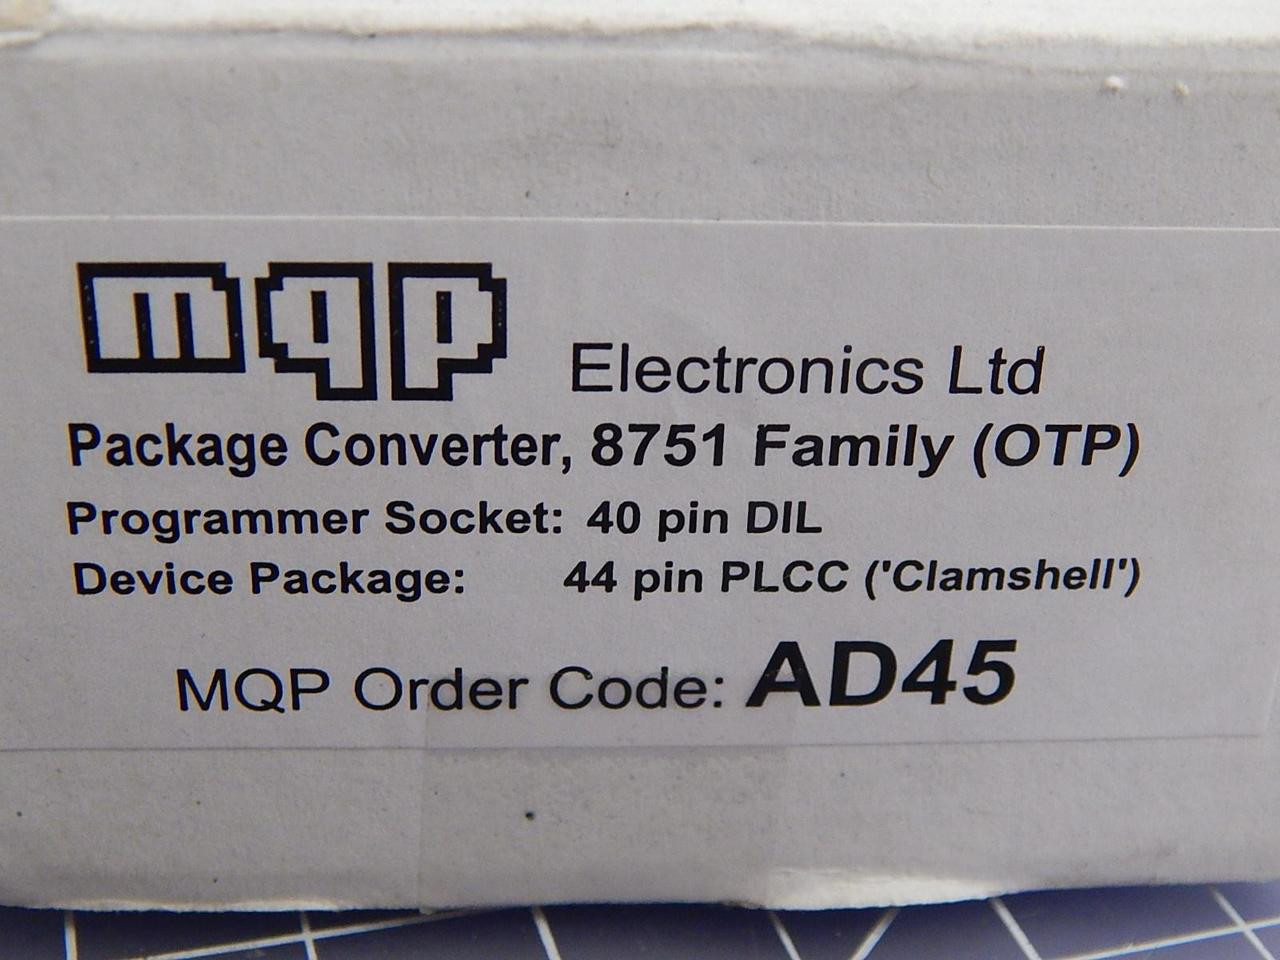 mqp Electronics Ltd
Package Converter, 8751 Family (OTP)
Programmer Socket: 40 pin DIL
Device Package: 44 pin PLCC ('Clamshell')
MQP Order Code: AD45